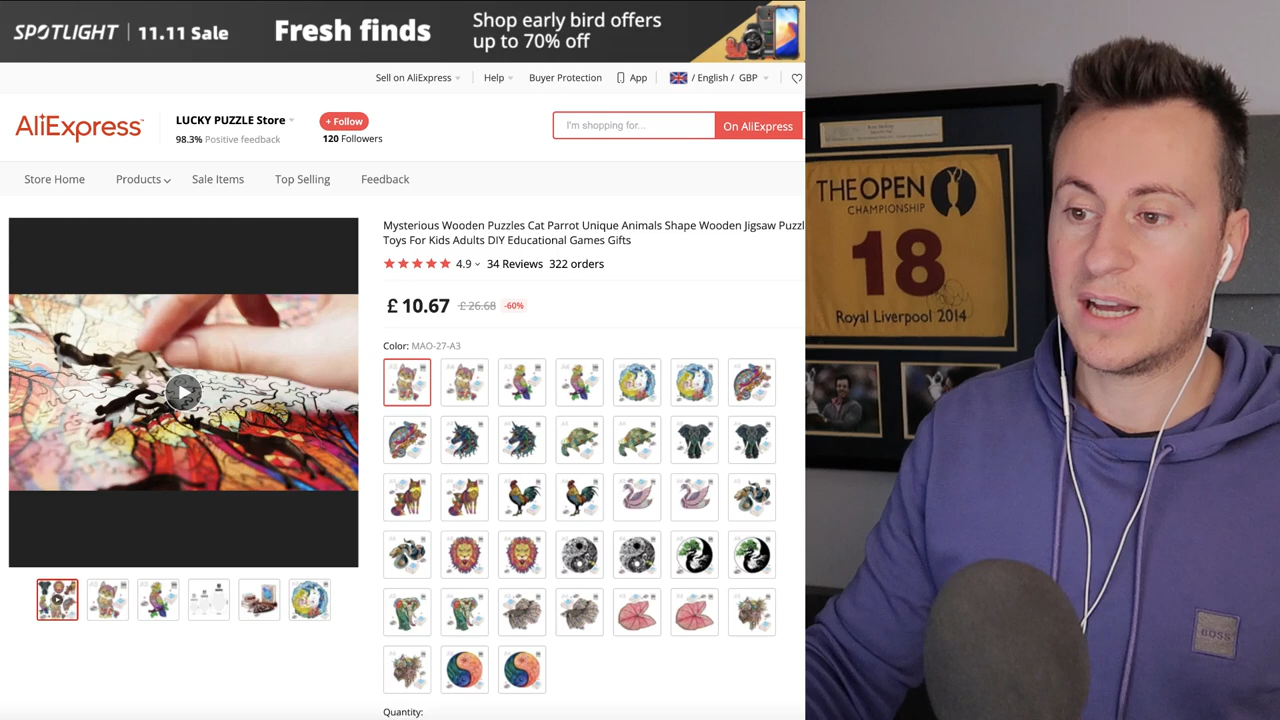 SPOTLIGHT | 11.11 Sale
Fresh finds
Shop early bird offers
up to 70% off
Sell on AliExpress
Help
Buyer Protection
App
/ English / GBP
AliExpress
LUCKY PUZZLE Store
98.3% Positive feedback
+ Follow
120 Followers
I'm shopping for...
On AliExpress
Store Home
Products
Sale Items
Top Selling
Feedback
Mysterious Wooden Puzzles Cat Parrot Unique Animals Shape Wooden Jigsaw Puzzl
Toys For Kids Adults DIY Educational Games Gifts
4.9
34 Reviews
322 orders
£ 10.67
£ 26.68
-60%
Color: MAO-27-A3
Quantity:
THE OPEN
CHAMPIONSHIP
18
Royal Liverpool 2014
BOSS